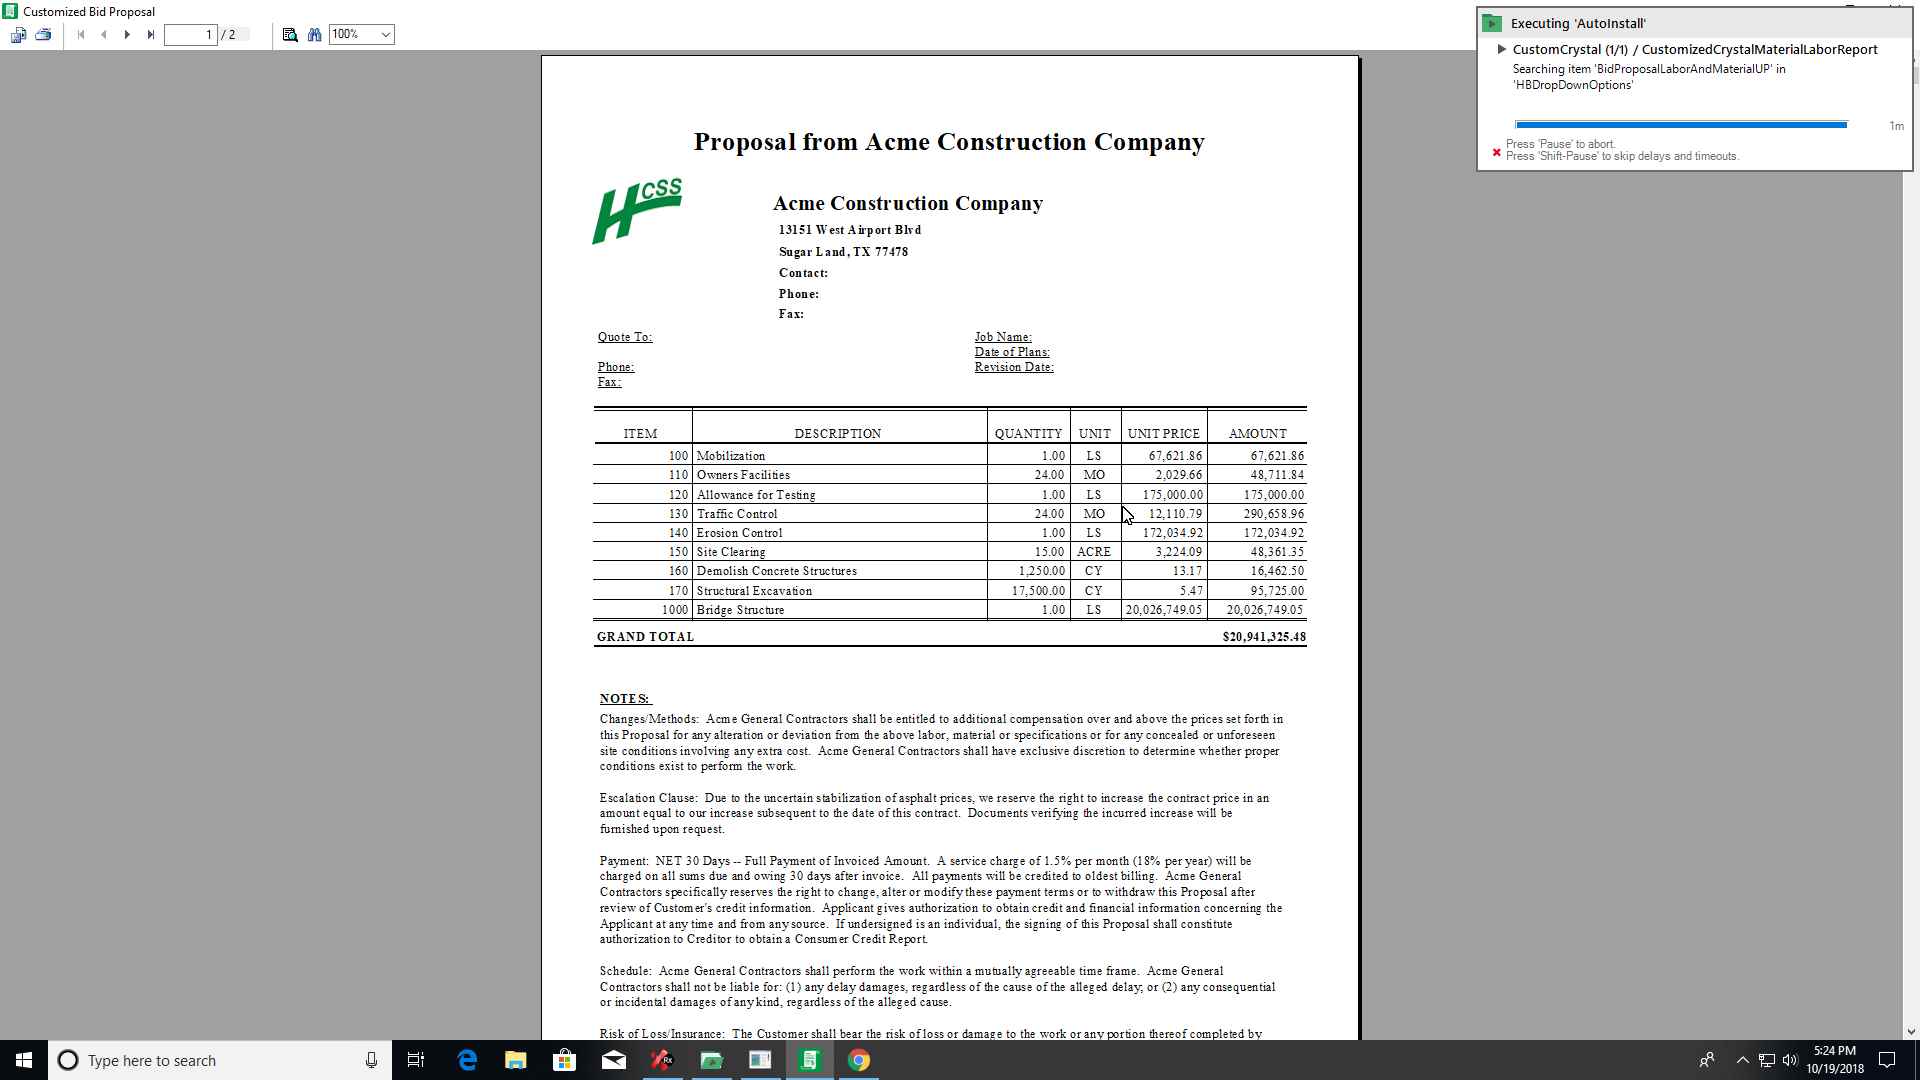 Customized Bid Proposal
1 / 2
100%
Executing 'AutoInstall'
CustomCrystal (1/1) / CustomizedCrystalMaterialLaborReport
Searching item 'BidProposalLaborAndMaterialUP' in
'HBDropDownOptions'
1m
Press 'Pause' to abort.
Press 'Shift-Pause' to skip delays and timeouts.
Proposal from Acme Construction Company
HCSS
Acme Construction Company
13151 West Airport Blvd
Sugar Land, TX 77478
Contact:
Phone:
Fax:
Quote To: Job Name:
Date of Plans:
Phone: Revision Date:
Fax:
ITEM DESCRIPTION QUANTITY UNIT UNIT PRICE AMOUNT
100 Mobilization 1.00 LS 67,621.86 67,621.86
110 Owners Facilities 24.00 MO 2,029.66 48,711.84
120 Allowance for Testing 1.00 LS 175,000.00 175,000.00
130 Traffic Control 24.00 MO 12,110.79 290,658.96
140 Erosion Control 1.00 LS 172,034.92 172,034.92
150 Site Clearing 15.00 ACRE 3,224.09 48,361.35
160 Demolish Concrete Structures 1,250.00 CY 13.17 16,462.50
170 Structural Excavation 17,500.00 CY 5.47 95,725.00
1000 Bridge Structure 1.00 LS 20,026,749.05 20,026,749.05
GRAND TOTAL $20,941,325.48
NOTES:
Changes/Methods: Acme General Contractors shall be entitled to additional compensation over and above the prices set forth in
this Proposal for any alteration or deviation from the above labor, material or specifications or for any concealed or unforeseen
site conditions involving any extra cost. Acme General Contractors shall have exclusive discretion to determine whether proper
conditions exist to perform the work.
Escalation Clause: Due to the uncertain stabilization of asphalt prices, we reserve the right to increase the contract price in an
amount equal to our increase subsequent to the date of this contract. Documents verifying the incurred increase will be
furnished upon request.
Payment: NET 30 Days -- Full Payment of Invoiced Amount. A service charge of 1.5% per month (18% per year) will be
charged on all sums due and owing 30 days after invoice. All payments will be credited to oldest billing. Acme General
Contractors specifically reserves the right to change, alter or modify these payment terms or to withdraw this Proposal after
review of Customer's credit information. Applicant gives authorization to obtain credit and financial information concerning the
Applicant at any time and from any source. If undersigned is an individual, the signing of this Proposal shall constitute
authorization to Creditor to obtain a Consumer Credit Report.
Schedule: Acme General Contractors shall perform the work within a mutually agreeable time frame. Acme General
Contractors shall not be liable for: (1) any delay damages, regardless of the cause of the alleged delay; or (2) any consequential
or incidental damages of any kind, regardless of the alleged cause.
Risk of Loss/Insurance: The Customer shall bear the risk of loss or damage to the work or any portion thereof completed by
Type here to search
Rx
5:24 PM
10/19/2018